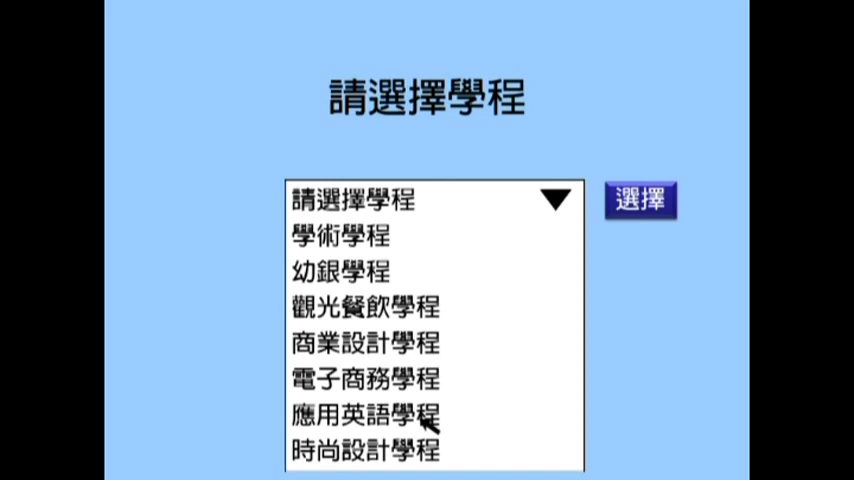 請選擇學程
請選擇學程
選擇
學術學程
幼銀學程
觀光餐飲學程
商業設計學程
電子商務學程
應用英語學程
時尚設計學程